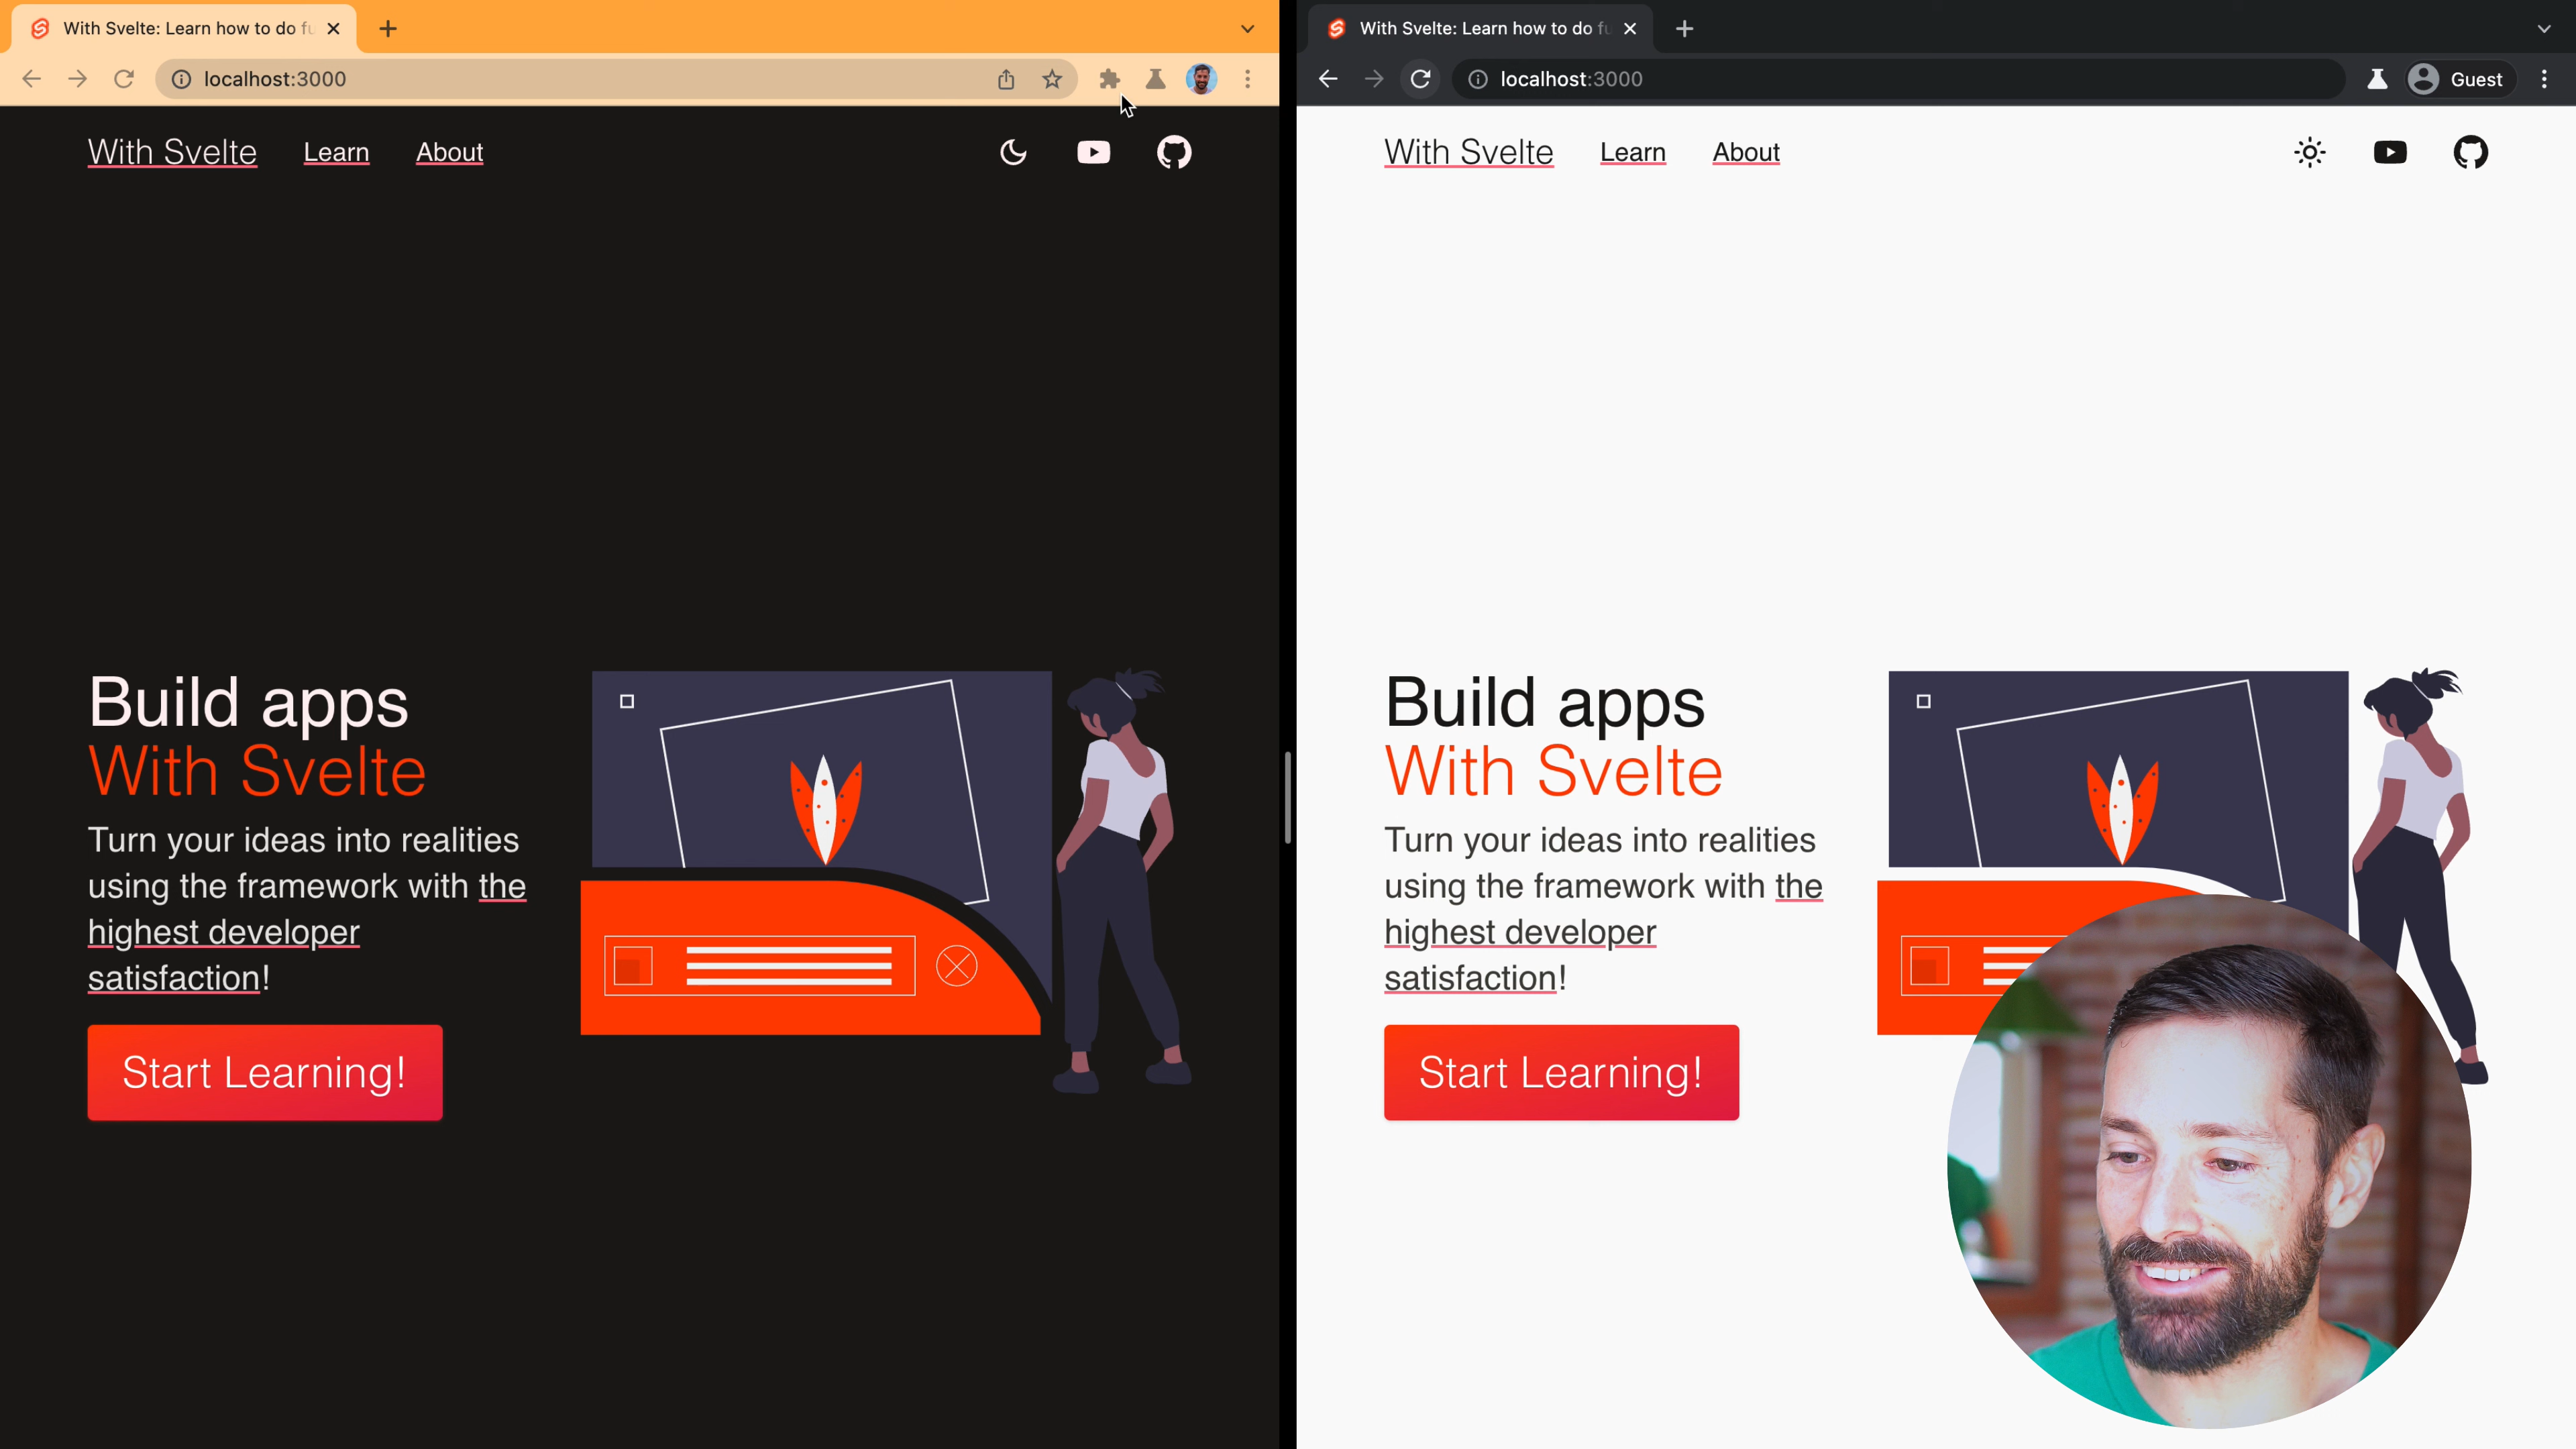 With Svelte: Learn how to do fu
localhost:3000
With Svelte Learn About
Build apps
With Svelte
Turn your ideas into realities
using the framework with the
highest developer
satisfaction!
Start Learning!
With Svelte: Learn how to do fu
localhost:3000
Guest
With Svelte Learn About
Build apps
With Svelte
Turn your ideas into realities
using the framework with the
highest developer
satisfaction!
Start Learning!